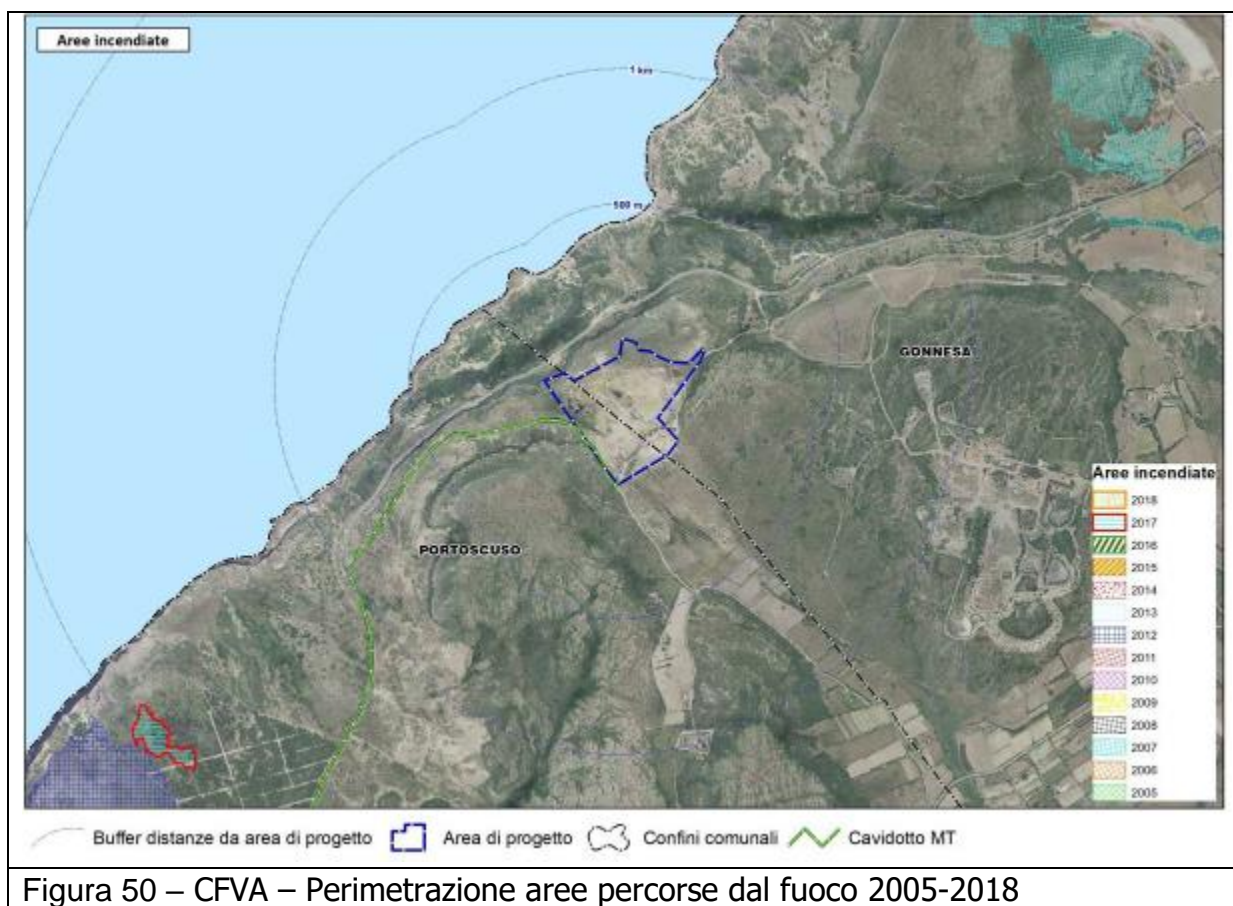 Aree incendiate
1 km
500 m
GONNESA
PORTOSCUSO
Aree incendiate
2018
2017
2016
2015
2014
2013
2012
2011
2010
2009
2008
2007
2006
2005
Buffer distanze da area di progetto Area di progetto Confini comunali Cavidotto MT
Figura 50 – CFVA – Perimetrazione aree percorse dal fuoco 2005-2018